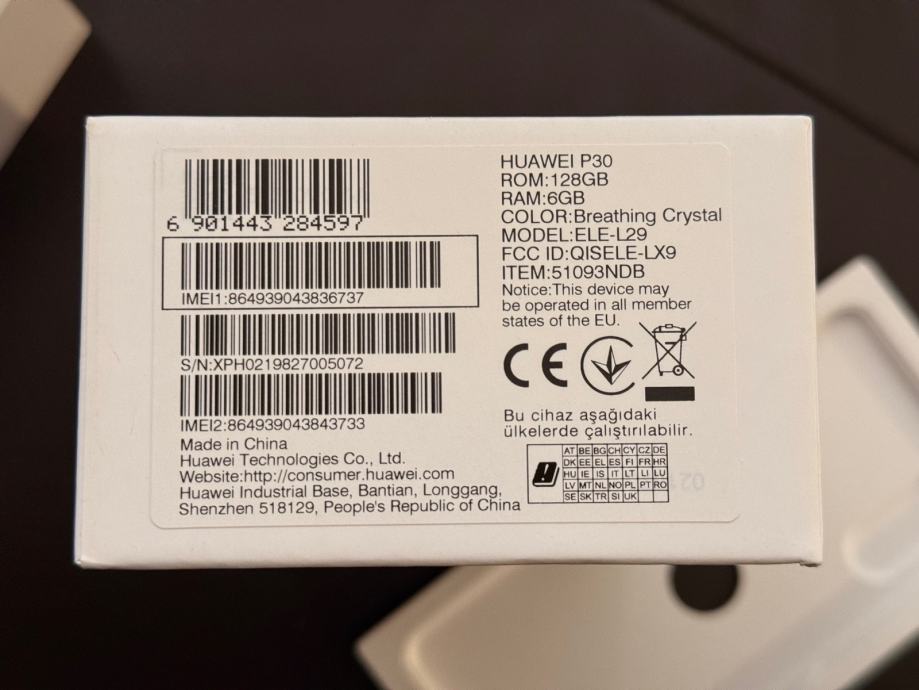 6 901443 284597
IMEI1:864939043836737
S/N:XPH0219827005072
IMEI2:864939043843733
Made in China
Huawei Technologies Co., Ltd.
Website:http://consumer.huawei.com
Huawei Industrial Base, Bantian, Longgang,
Shenzhen 518129, People's Republic of China
HUAWEI P30
ROM:128GB
RAM:6GB
COLOR:Breathing Crystal
MODEL:ELE-L29
FCC ID:QISELE-LX9
ITEM:51093NDB
Notice:This device may
be operated in all member
states of the EU.
CE
Bu cihaz aşağıdaki
ülkelerde çalıştırılabilir.
AT BE BG CH CY CZ DE
DK EE EL ES FI FR HR
HU IE IS IT LT LI LU
LV MT NL NO PL PT RO
SE SK TR SI UK